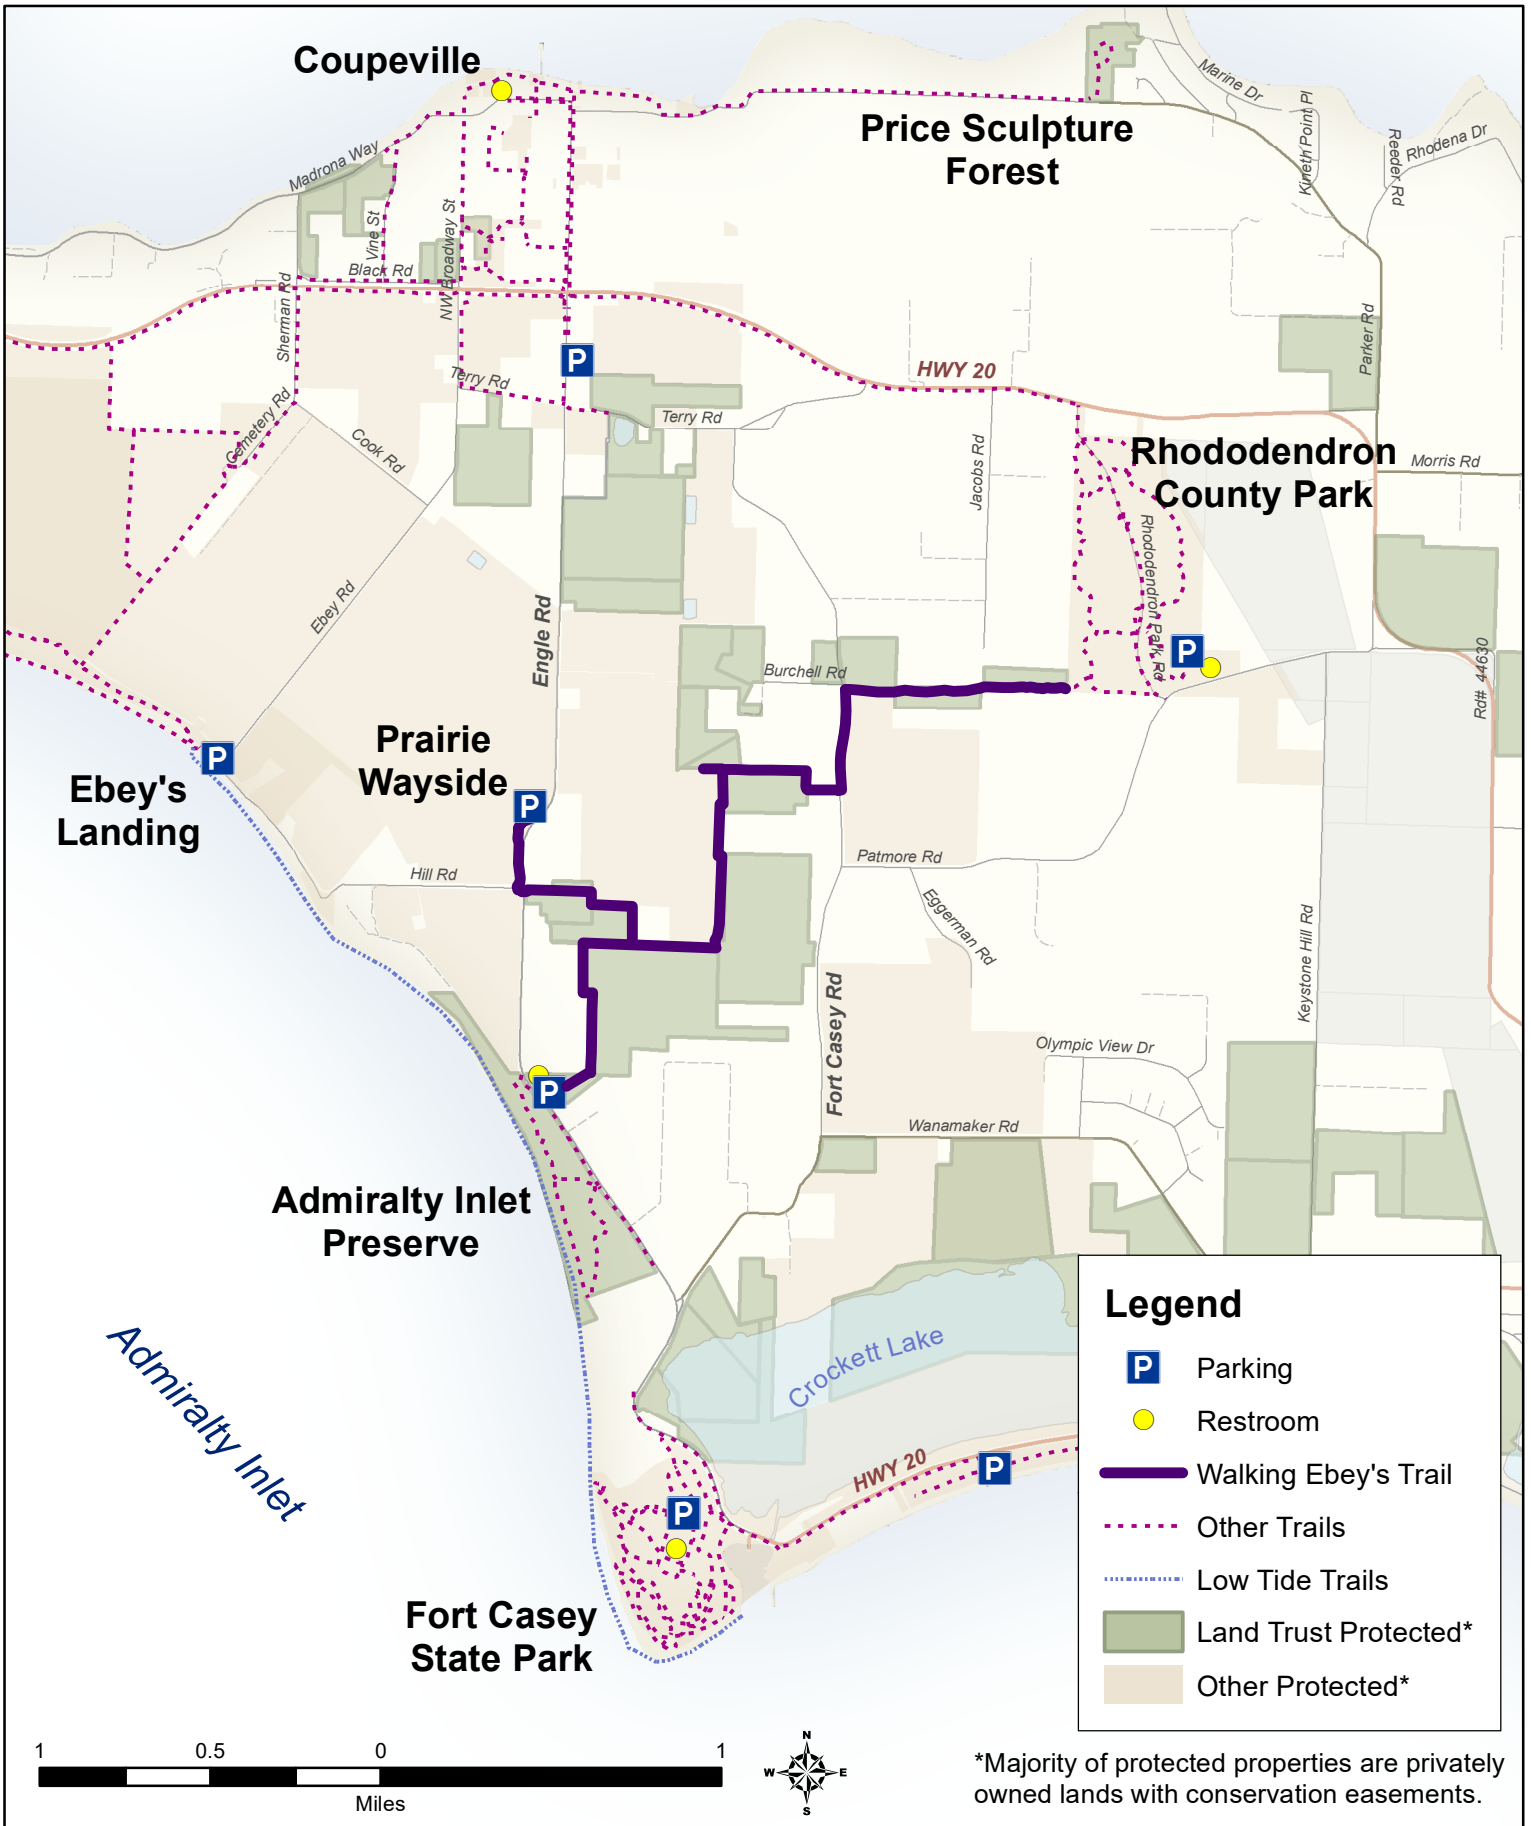 Coupeville
Price Sculpture
Forest
Marine Dr
Kineth Point Pl
Reeder Rd
Rhodena Dr
Madrona Way
Vine St
NW Broadway St
Black Rd
Sherman Rd
P
Terry Rd
Terry Rd
HWY 20
Parker Rd
Cemetery Rd
Cook Rd
Jacobs Rd
Rhododendron
County Park
Morris Rd
Rhododendron Park Rd
Ebey Rd
Engle Rd
Burchell Rd
P
Rd# 44630
Prairie
Wayside
P
P
Ebey's
Landing
Hill Rd
Patmore Rd
Eggerman Rd
Keystone Hill Rd
Fort Casey Rd
Olympic View Dr
P
Wanamaker Rd
Admiralty Inlet
Preserve
Admiralty Inlet
Crockett Lake
HWY 20
P
P
Fort Casey
State Park
Legend
P Parking
Restroom
Walking Ebey's Trail
Other Trails
Low Tide Trails
Land Trust Protected*
Other Protected*
1 0.5 0 1
Miles
N
W E
S
*Majority of protected properties are privately
owned lands with conservation easements.